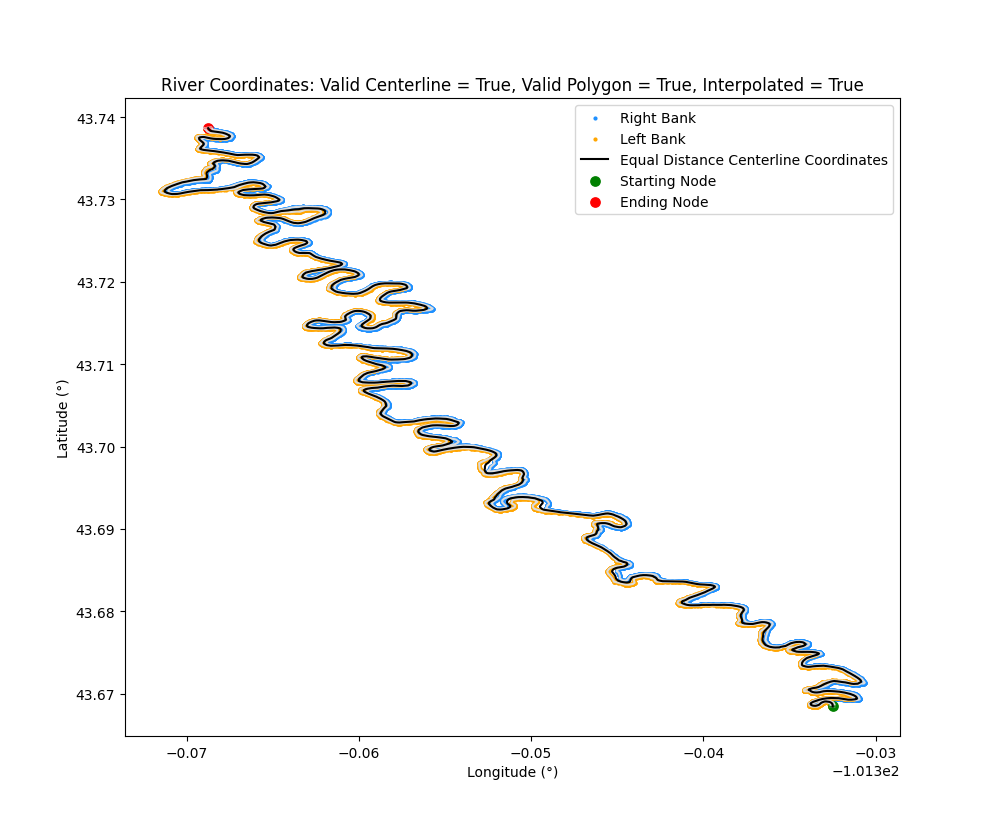 River Coordinates: Valid Centerline = True, Valid Polygon = True, Interpolated = True
Right Bank
Left Bank
Equal Distance Centerline Coordinates
Starting Node
Ending Node
Latitude (°)
43.74
43.73
43.72
43.71
43.70
43.69
43.68
43.67
−0.07
−0.06
−0.05
−0.04
−0.03
Longitude (°)
−1.013e2